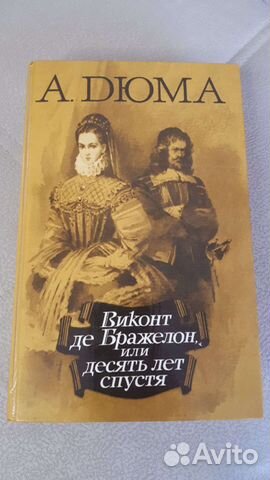 А. ДЮМА
Виконт
де Бражелон,
или
десять лет
спустя
Avito